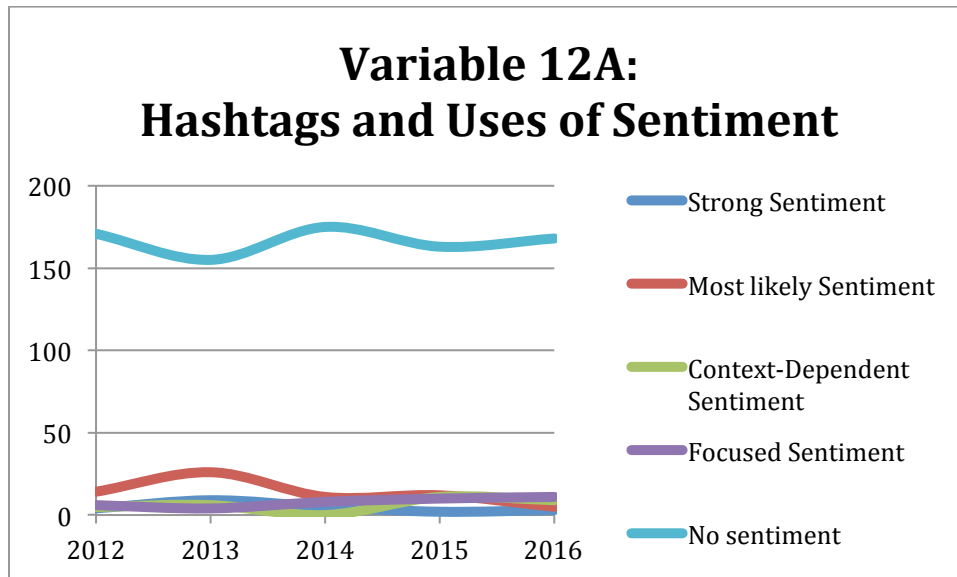 Variable 12A:
Hashtags and Uses of Sentiment
200
150
100
50
0
2012 2013 2014 2015 2016
Strong Sentiment
Most likely Sentiment
Context-Dependent
Sentiment
Focused Sentiment
No sentiment